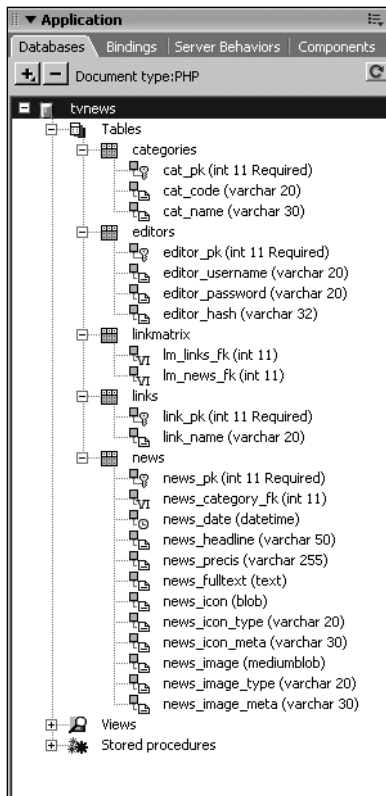 Application
Databases Bindings Server Behaviors Components
Document type:PHP
tvnews
Tables
categories
cat_pk (int 11 Required)
cat_code (varchar 20)
cat_name (varchar 30)
editors
editor_pk (int 11 Required)
editor_username (varchar 20)
editor_password (varchar 20)
editor_hash (varchar 32)
linkmatrix
lm_links_fk (int 11)
lm_news_fk (int 11)
links
link_pk (int 11 Required)
link_name (varchar 20)
news
news_pk (int 11 Required)
news_category_fk (int 11)
news_date (datetime)
news_headline (varchar 50)
news_precis (varchar 255)
news_fulltext (text)
news_icon (blob)
news_icon_type (varchar 20)
news_icon_meta (varchar 30)
news_image (mediumblob)
news_image_type (varchar 20)
news_image_meta (varchar 30)
Views
Stored procedures